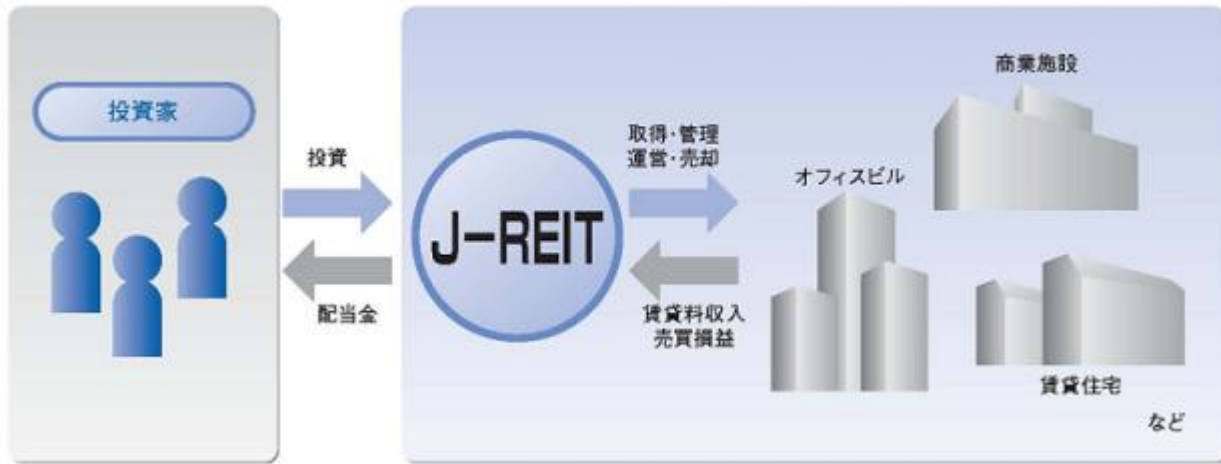 投資家
投資
配当金
J-REIT
取得・管理
運営・売却
賃貸料収入
売買損益
商業施設
オフィスビル
賃貸住宅
など